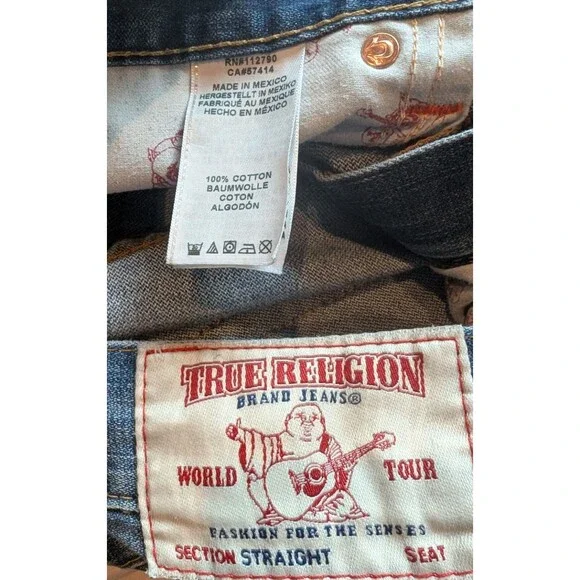 RN#112790
CA#57414
MADE IN MEXICO
HERGESTELLT IN MEXIKO
FABRIQUÉ AU MEXIQUE
HECHO EN MÉXICO
100% COTTON
BAUMWOLLE
COTON
ALGODÓN
TRUE RELIGION
BRAND JEANS®
WORLD TOUR
FASHION FOR THE SENSES
SECTION STRAIGHT SEAT